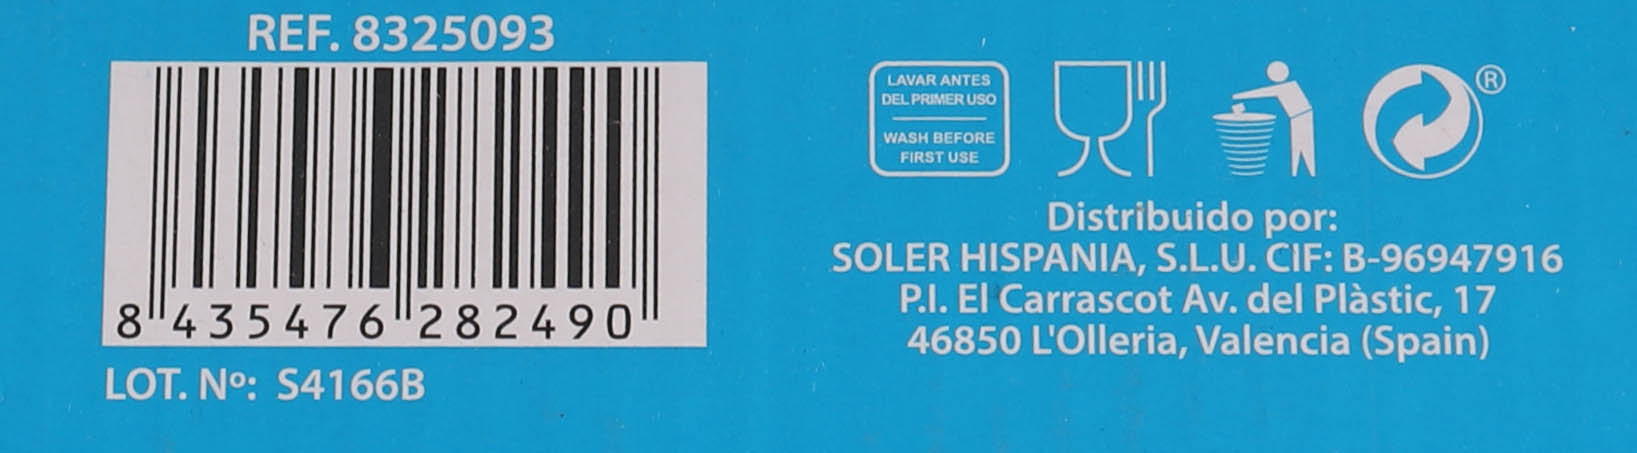 REF. 8325093
8 435476 282490
LOT. Nº: S4166B
LAVAR ANTES
DEL PRIMER USO
WASH BEFORE
FIRST USE
®
Distribuido por:
SOLER HISPANIA, S.L.U. CIF: B-96947916
P.I. El Carrascot Av. del Plàstic, 17
46850 L'Olleria, Valencia (Spain)